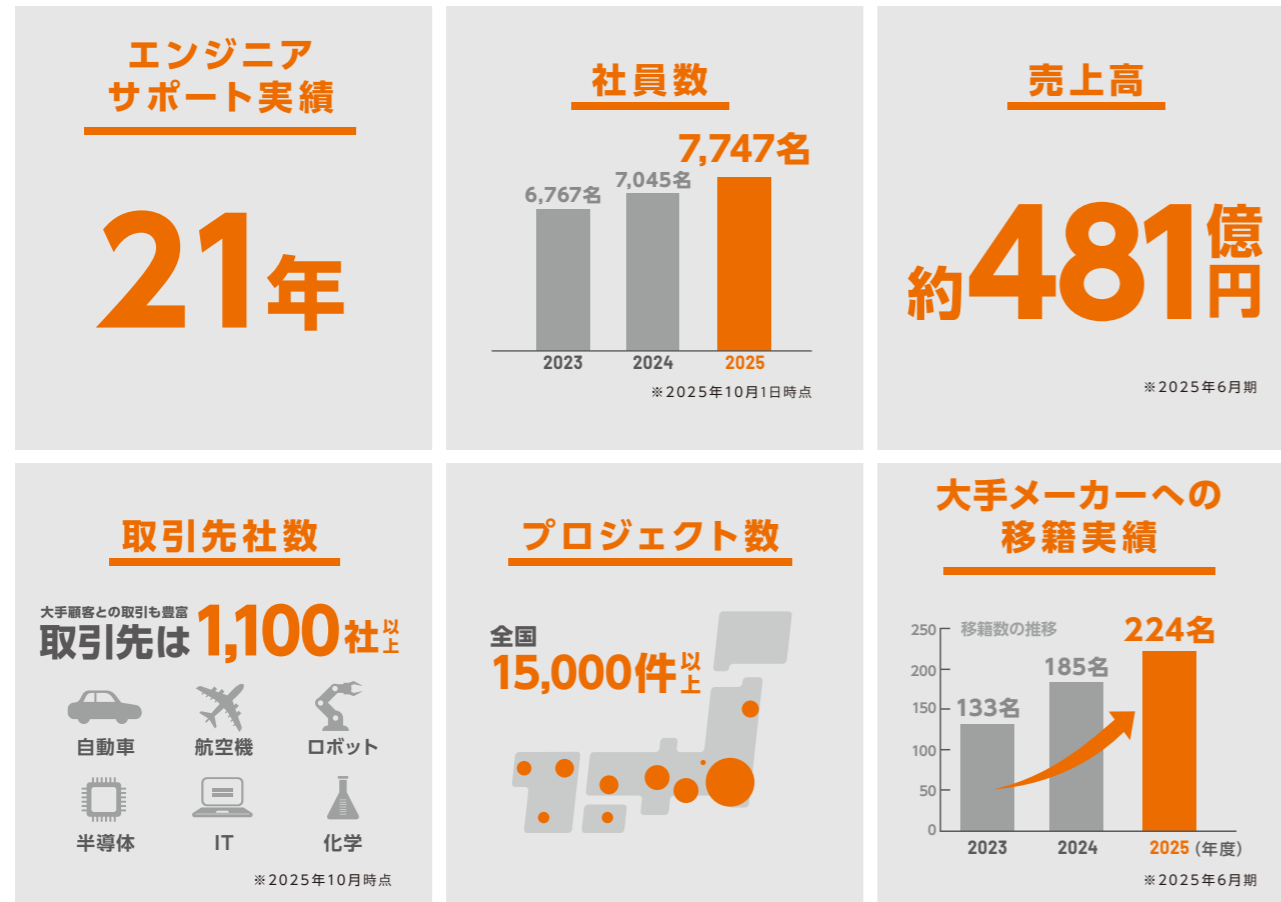 エンジニア
サポート実績
21年
社員数
7,747名
7,045名
6,767名
2023
2024
2025
※2025年10月1日時点
売上高
約481億円
※2025年6月期
取引先社数
大手顧客との取引も豊富
取引先は1,100社以上
自動車
航空機
ロボット
半導体
IT
化学
※2025年10月時点
プロジェクト数
全国
15,000件以上
大手メーカーへの
移籍実績
移籍数の推移
224名
185名
133名
250
200
150
100
50
0
2023
2024
2025（年度）
※2025年6月期